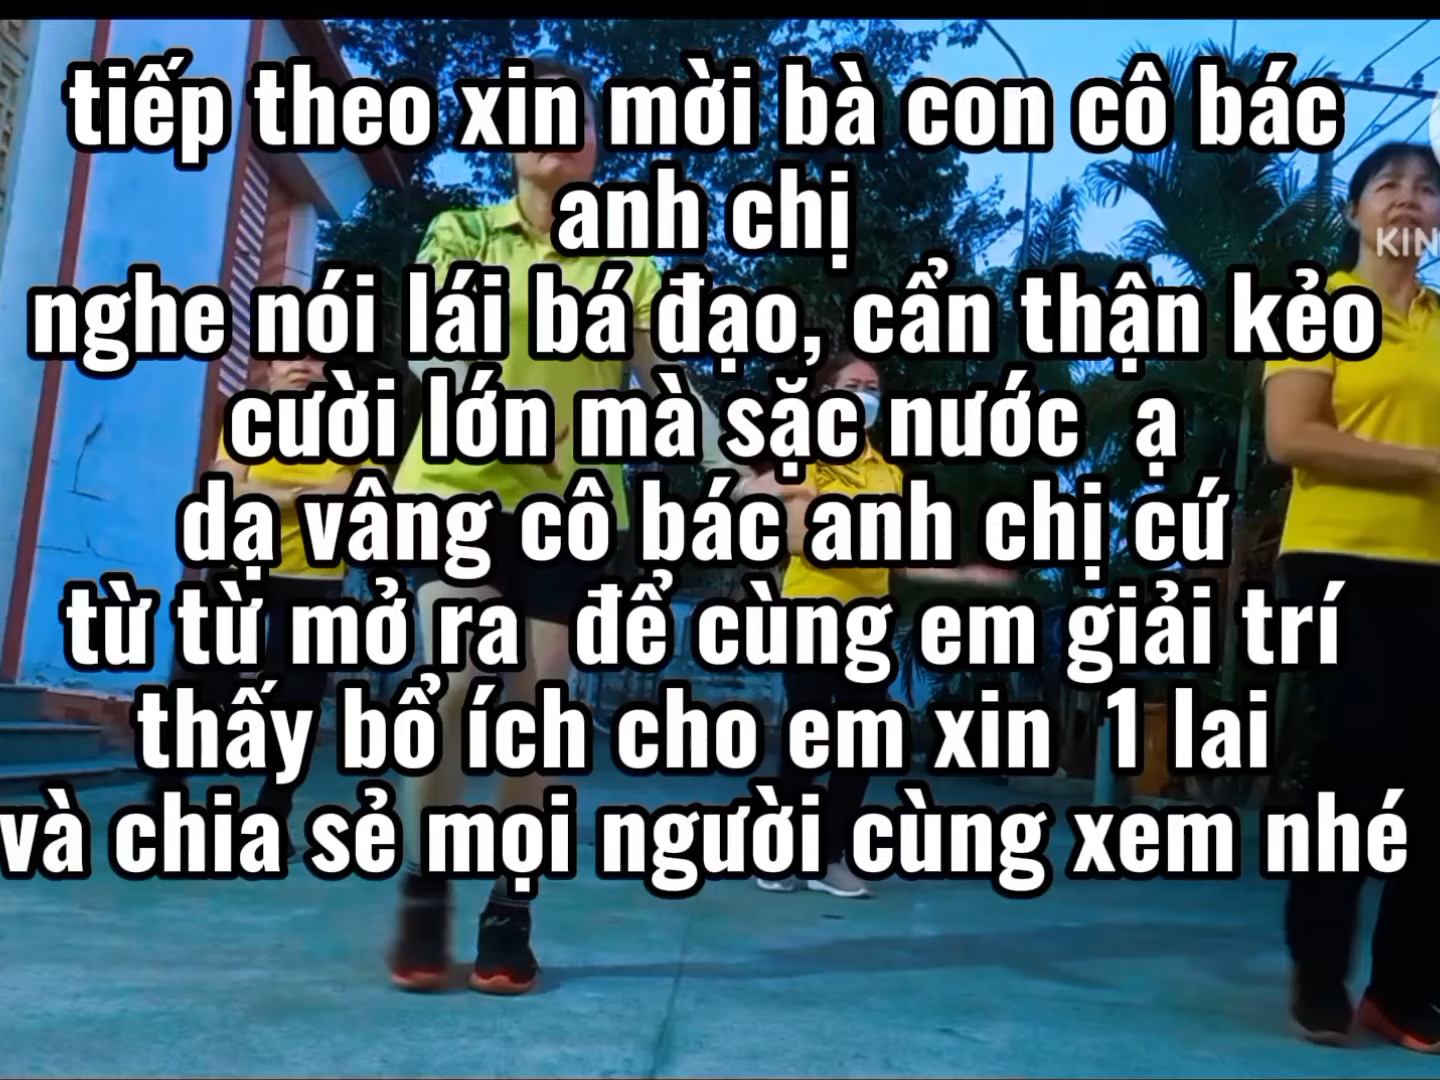 tiếp theo xin mời bà con cô bác
anh chị
nghe nói lái bá đạo, cẩn thận kẻo
cười lớn mà sặc nước ạ
dạ vâng cô bác anh chị cứ
từ từ mở ra để cùng em giải trí
thấy bổ ích cho em xin 1 lai
và chia sẻ mọi người cùng xem nhé
KIN